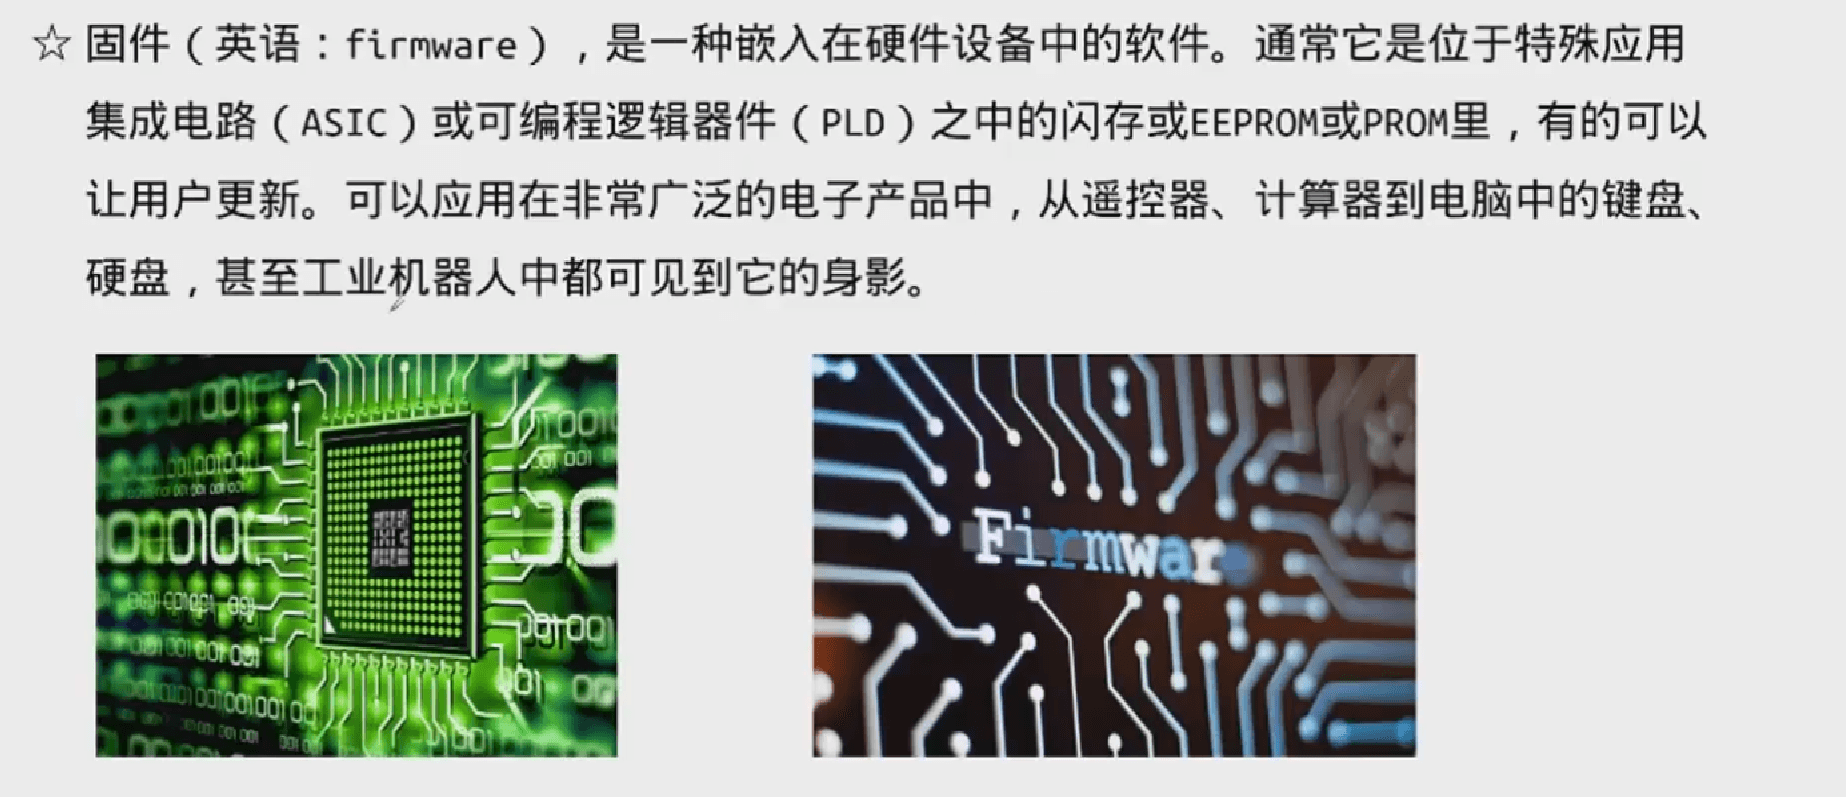 ☆ 固件（英语：firmware），是一种嵌入在硬件设备中的软件。通常它是位于特殊应用
集成电路（ASIC）或可编程逻辑器件（PLD）之中的闪存或EEPROM或PROM里，有的可以
让用户更新。可以应用在非常广泛的电子产品中，从遥控器、计算器到电脑中的键盘、
硬盘，甚至工业机器人中都可见到它的身影。
Firmware